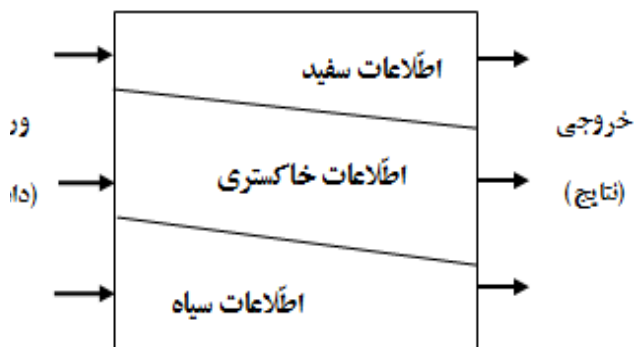 اطّلاعات سفید
خروجی
(نتایج)
اطّلاعات خاکستری
اطّلاعات سیاه